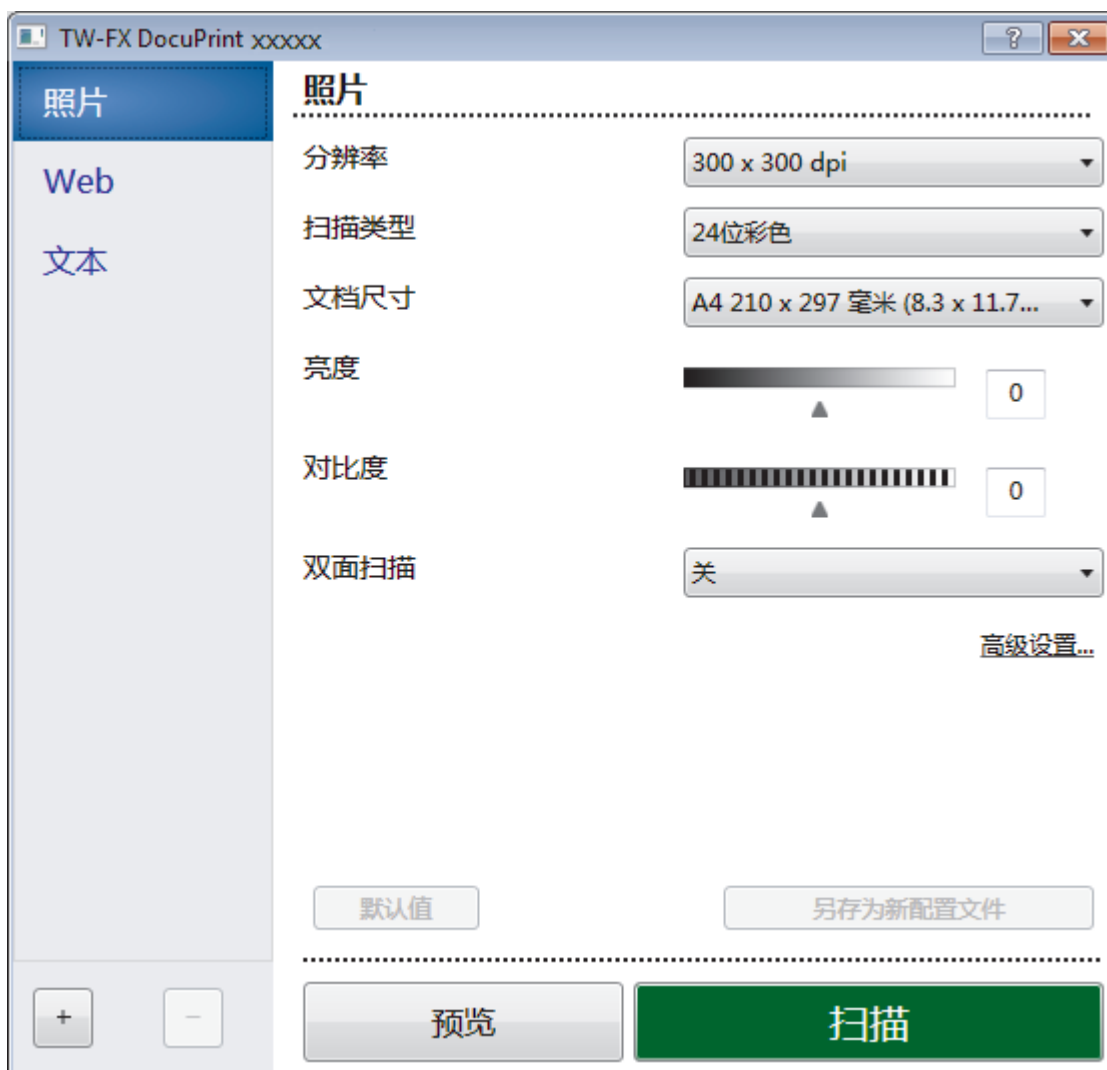 TW-FX DocuPrint xxxxx
照片
Web
文本
照片
分辨率
300 x 300 dpi
扫描类型
24位彩色
文档尺寸
A4 210 x 297 毫米 (8.3 x 11.7...
亮度
0
对比度
0
双面扫描
关
高级设置...
默认值
另存为新配置文件
+
−
预览
扫描